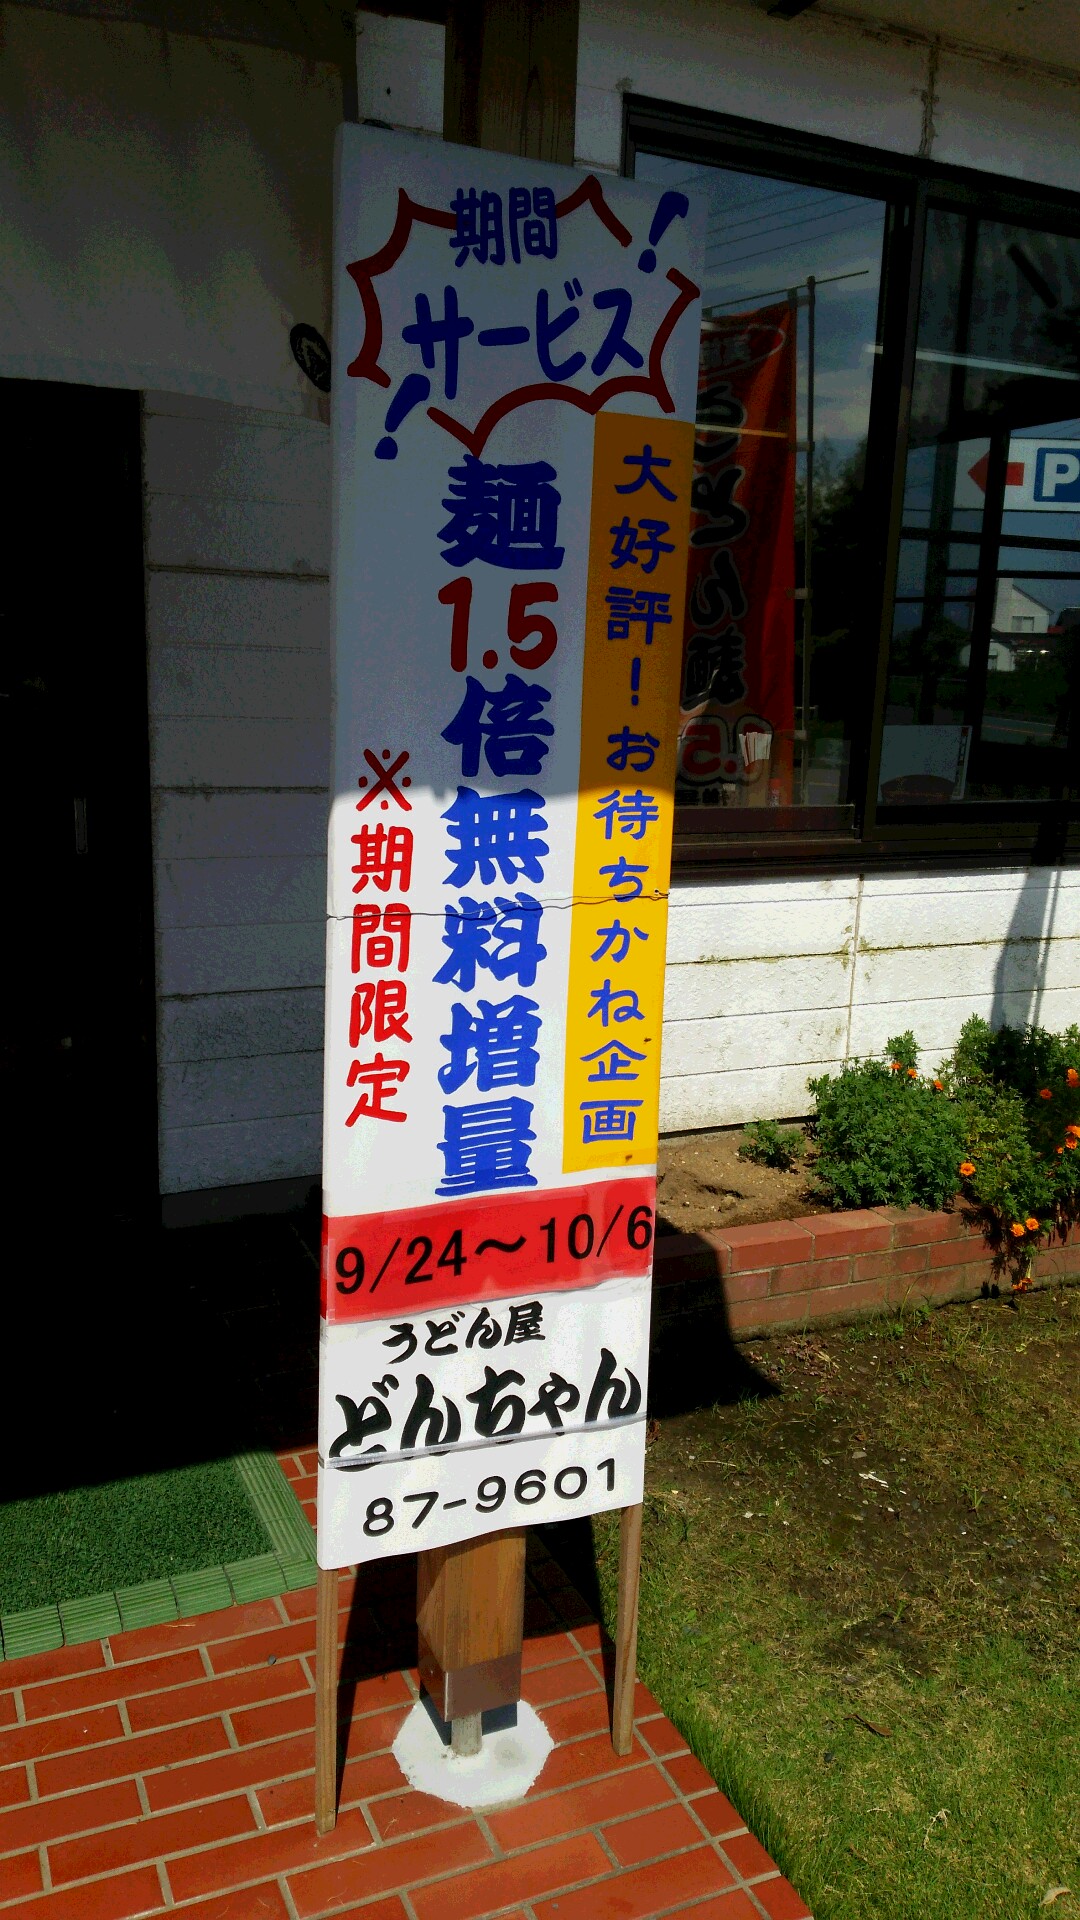 期間
サービス
!
!
大好評!お待ちかね企画
麺1.5倍無料増量
※期間限定
9/24～10/6
うどん屋
どんちゃん
87-9601
P